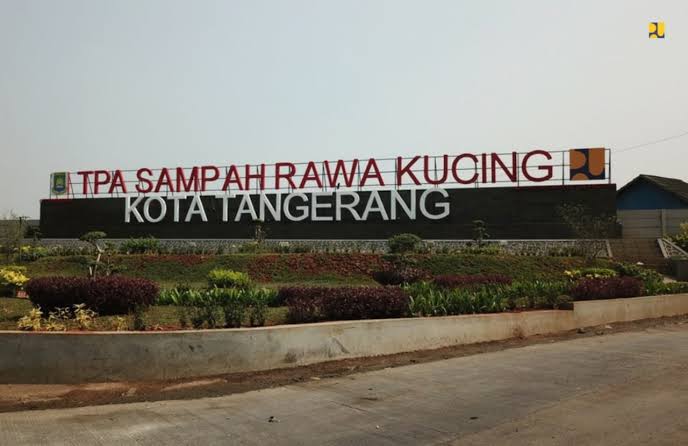 TPA SAMPAH RAWA KUCING
KOTA TANGERANG